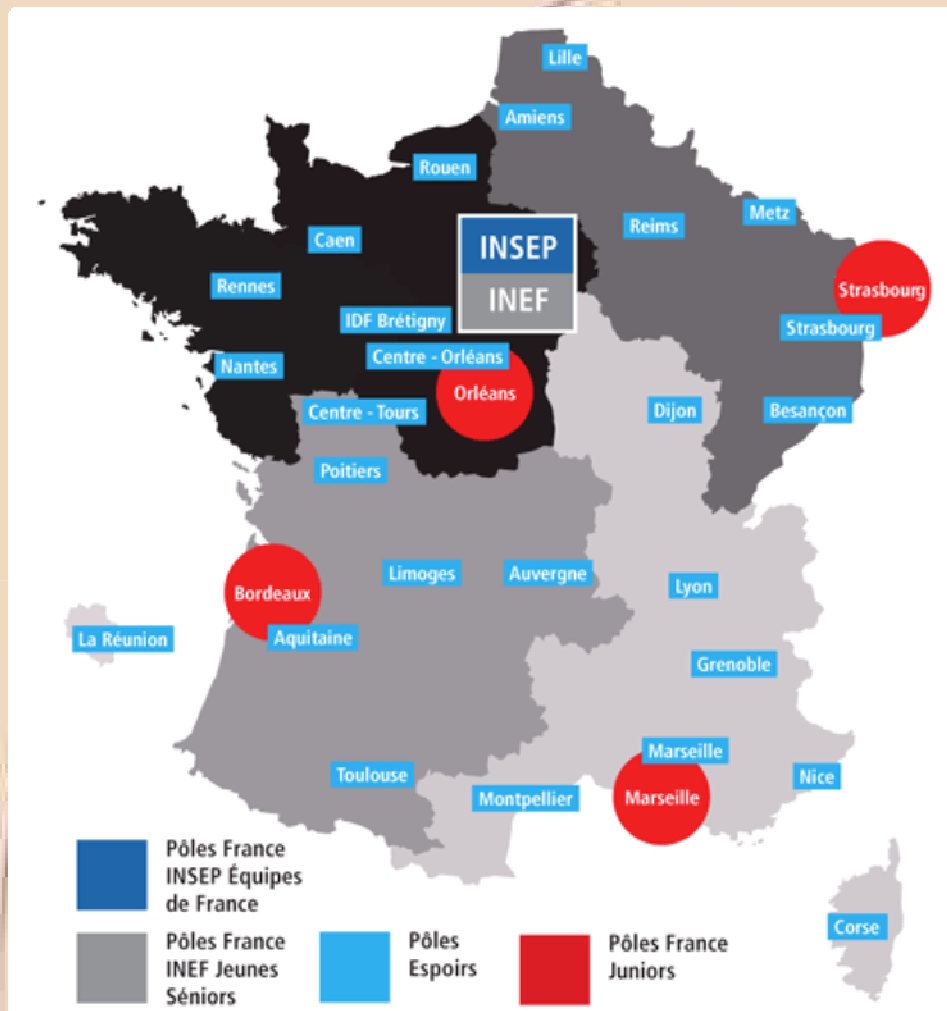 Lille
Amiens
Rouen
Metz
Reims
Caen
INSEP
INEF
Rennes
Strasbourg
IDF Brétigny
Strasbourg
Centre - Orléans
Nantes
Orléans
Centre - Tours
Dijon
Besançon
Poitiers
Limoges
Auvergne
Bordeaux
Lyon
La Réunion
Aquitaine
Grenoble
Marseille
Toulouse
Nice
Montpellier
Marseille
Corse
Pôles France
INSEP Équipes
de France
Pôles France
INEF Jeunes
Séniors
Pôles
Espoirs
Pôles France
Juniors